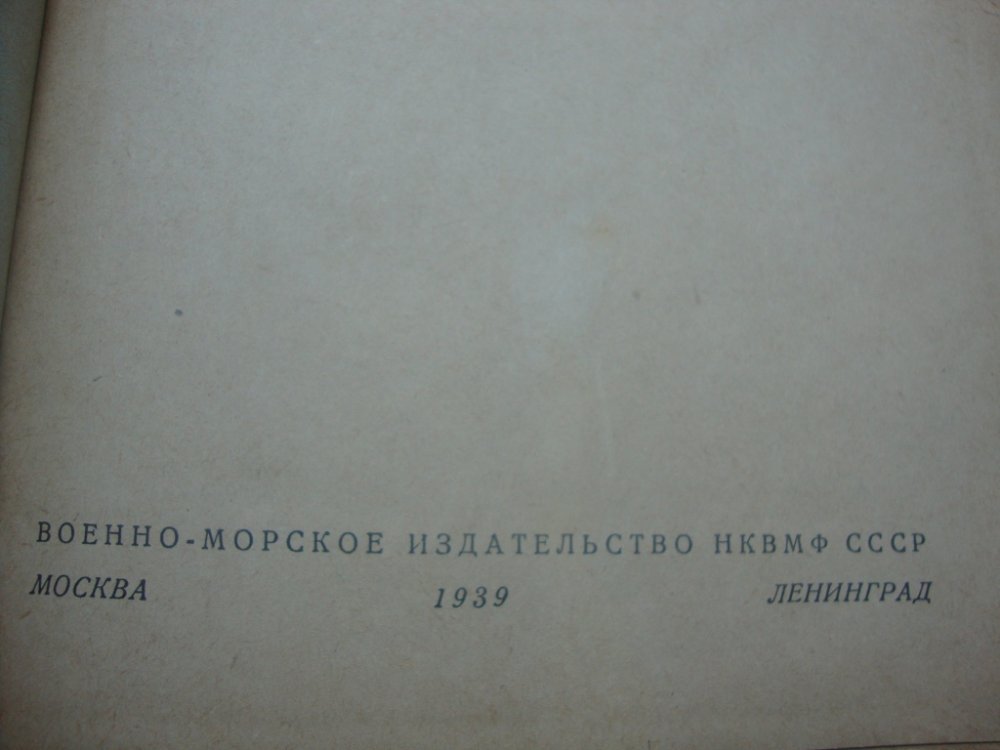 ВОЕННО-МОРСКОЕ ИЗДАТЕЛЬСТВО НКВМФ СССР
МОСКВА 1939 ЛЕНИНГРАД